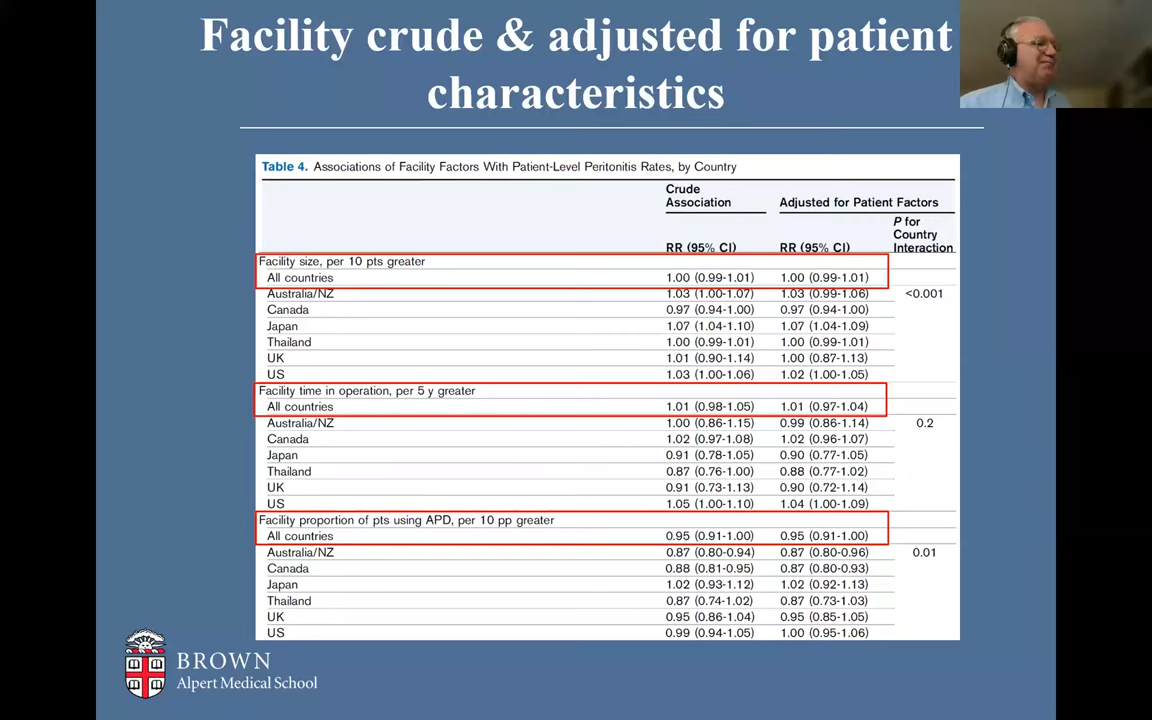 Facility crude & adjusted for patient
characteristics
Table 4. Associations of Facility Factors With Patient-Level Peritonitis Rates, by Country
Crude
Association
Adjusted for Patient Factors
RR (95% CI)
RR (95% CI)
P for
Country
Interaction
Facility size, per 10 pts greater
All countries 1.00 (0.99-1.01) 1.00 (0.99-1.01)
Australia/NZ 1.03 (1.00-1.07) 1.03 (0.99-1.06) <0.001
Canada 0.97 (0.94-1.00) 0.97 (0.94-1.00)
Japan 1.07 (1.04-1.10) 1.07 (1.04-1.09)
Thailand 1.00 (0.99-1.01) 1.00 (0.99-1.01)
UK 1.01 (0.90-1.14) 1.00 (0.87-1.13)
US 1.03 (1.00-1.06) 1.02 (1.00-1.05)
Facility time in operation, per 5 y greater
All countries 1.01 (0.98-1.05) 1.01 (0.97-1.04)
Australia/NZ 1.00 (0.86-1.15) 0.99 (0.86-1.14) 0.2
Canada 1.02 (0.97-1.08) 1.02 (0.96-1.07)
Japan 0.91 (0.78-1.05) 0.90 (0.77-1.05)
Thailand 0.87 (0.76-1.00) 0.88 (0.77-1.02)
UK 0.91 (0.73-1.13) 0.90 (0.72-1.14)
US 1.05 (1.00-1.10) 1.04 (1.00-1.09)
Facility proportion of pts using APD, per 10 pp greater
All countries 0.95 (0.91-1.00) 0.95 (0.91-1.00)
Australia/NZ 0.87 (0.80-0.94) 0.87 (0.80-0.96) 0.01
Canada 0.88 (0.81-0.95) 0.87 (0.80-0.93)
Japan 1.02 (0.93-1.12) 1.02 (0.92-1.13)
Thailand 0.87 (0.74-1.02) 0.87 (0.73-1.03)
UK 0.95 (0.86-1.04) 0.95 (0.85-1.05)
US 0.99 (0.94-1.05) 1.00 (0.95-1.06)
BROWN
Alpert Medical School